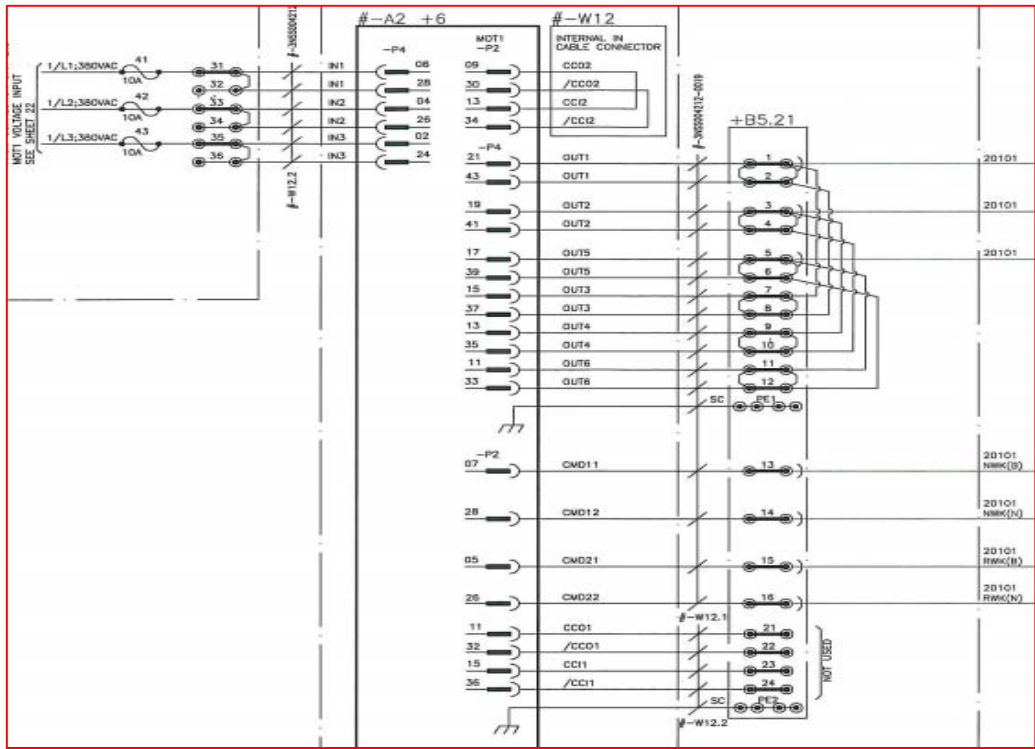 #-A2 +6
#-W12
INTERNAL IN
CABLE CONNECTOR
MOT1
-P4
-P2
#-3NSS004212
MOT1 VOLTAGE INPUT
SEE SHEET 22
1/L1;380VAC 41 10A 31 IN1 06 09 CCO2
32 IN1 28 30 /CCO2
1/L2;380VAC 42 10A 33 IN2 04 13 CCI2
34 IN2 26 34 /CCI2
1/L3;380VAC 43 10A 35 IN3 02
36 IN3 24
#-W12.2
#-3NSS004212-0019
+B5.21
-P4
21 OUT1 1 20101
43 OUT1 2
19 OUT2 3 20101
41 OUT2 4
17 OUT5 5 20101
39 OUT5 6
15 OUT3 7
37 OUT3 8
13 OUT4 9
35 OUT4 10
11 OUT6 11
33 OUT6 12
SC PE1
-P2
07 CMD11 13 20101
NWK(B)
28 CMD12 14 20101
NWK(N)
05 CMD21 15 20101
RWK(B)
26 CMD22 16 20101
RWK(N)
#-W12.1
11 CCO1 21
32 /CCO1 22
15 CCI1 23
36 /CCI1 24
NOT USED
SC PE2
#-W12.2